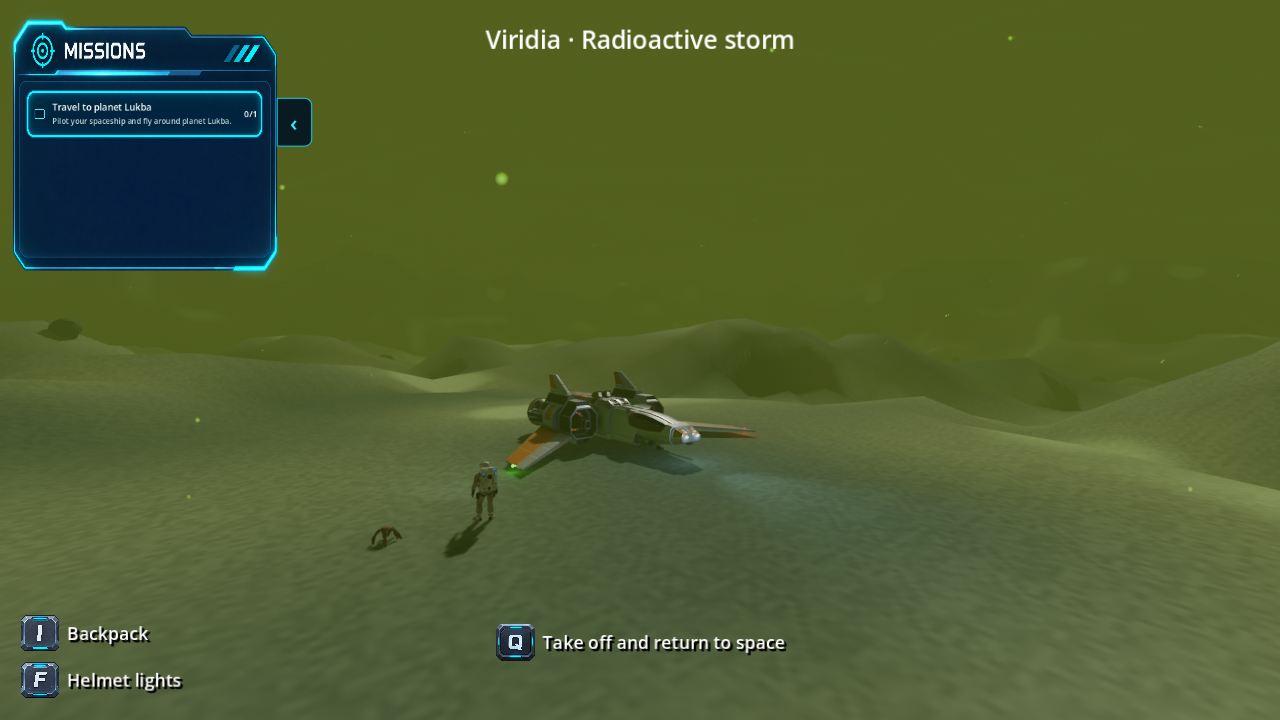 MISSIONS
Viridia · Radioactive storm
Travel to planet Lukba
Pilot your spaceship and fly around planet Lukba.
0/1
I Backpack
Q Take off and return to space
F Helmet lights